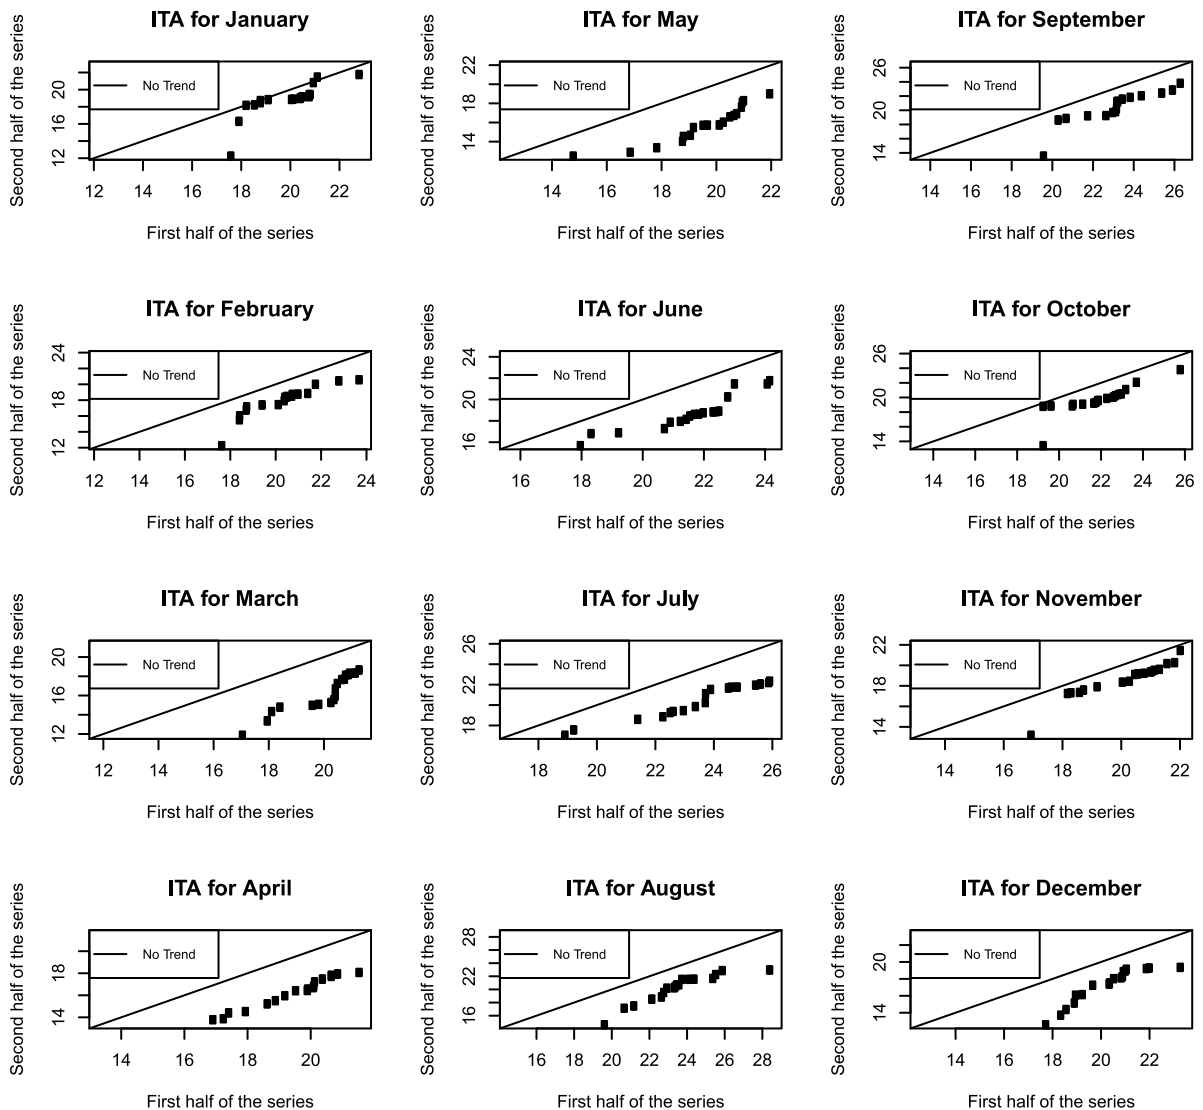 ITA for January
Second half of the series
12 16 20
No Trend
12 14 16 18 20 22
First half of the series
ITA for May
Second half of the series
14 18 22
No Trend
14 16 18 20 22
First half of the series
ITA for September
Second half of the series
14 20 26
No Trend
14 16 18 20 22 24 26
First half of the series
ITA for February
Second half of the series
12 18 24
No Trend
12 14 16 18 20 22 24
First half of the series
ITA for June
Second half of the series
16 20 24
No Trend
16 18 20 22 24
First half of the series
ITA for October
Second half of the series
14 20 26
No Trend
14 16 18 20 22 24 26
First half of the series
ITA for March
Second half of the series
12 16 20
No Trend
12 14 16 18 20
First half of the series
ITA for July
Second half of the series
18 22 26
No Trend
18 20 22 24 26
First half of the series
ITA for November
Second half of the series
14 18 22
No Trend
14 16 18 20 22
First half of the series
ITA for April
Second half of the series
14 18
No Trend
14 16 18 20
First half of the series
ITA for August
Second half of the series
16 22 28
No Trend
16 18 20 22 24 26 28
First half of the series
ITA for December
Second half of the series
14 20
No Trend
14 16 18 20 22
First half of the series